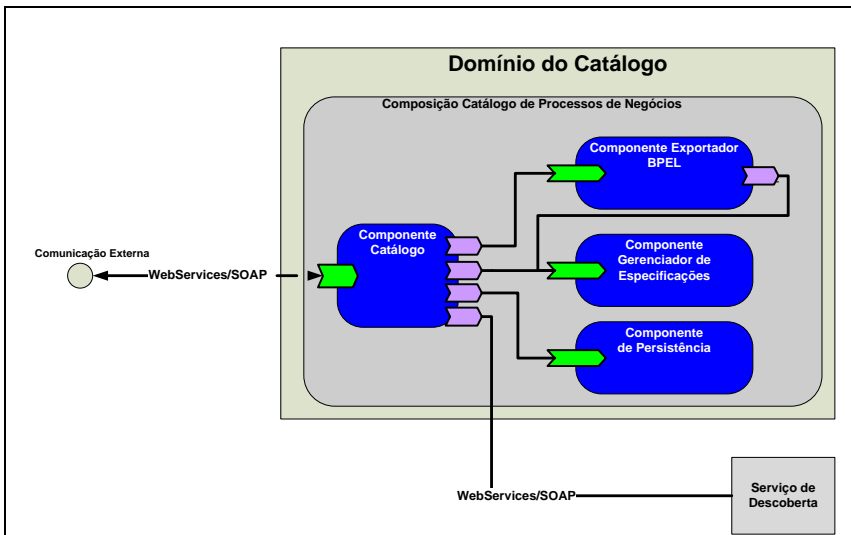 Domínio do Catálogo
Composição Catálogo de Processos de Negócios
Componente Exportador
BPEL
Componente
Catálogo
Componente
Gerenciador de
Especificações
Componente
de Persistência
Comunicação Externa
WebServices/SOAP
WebServices/SOAP
Serviço de
Descoberta